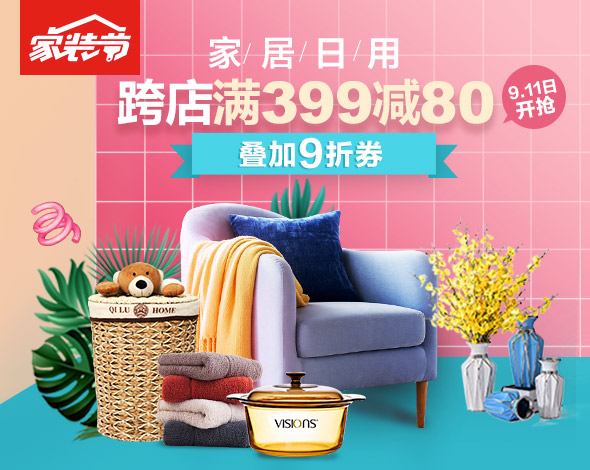 家装节
家/居/日/用
跨店满399减80
9.11日
开抢
叠加9折券
QI LU HOME
VISIONS